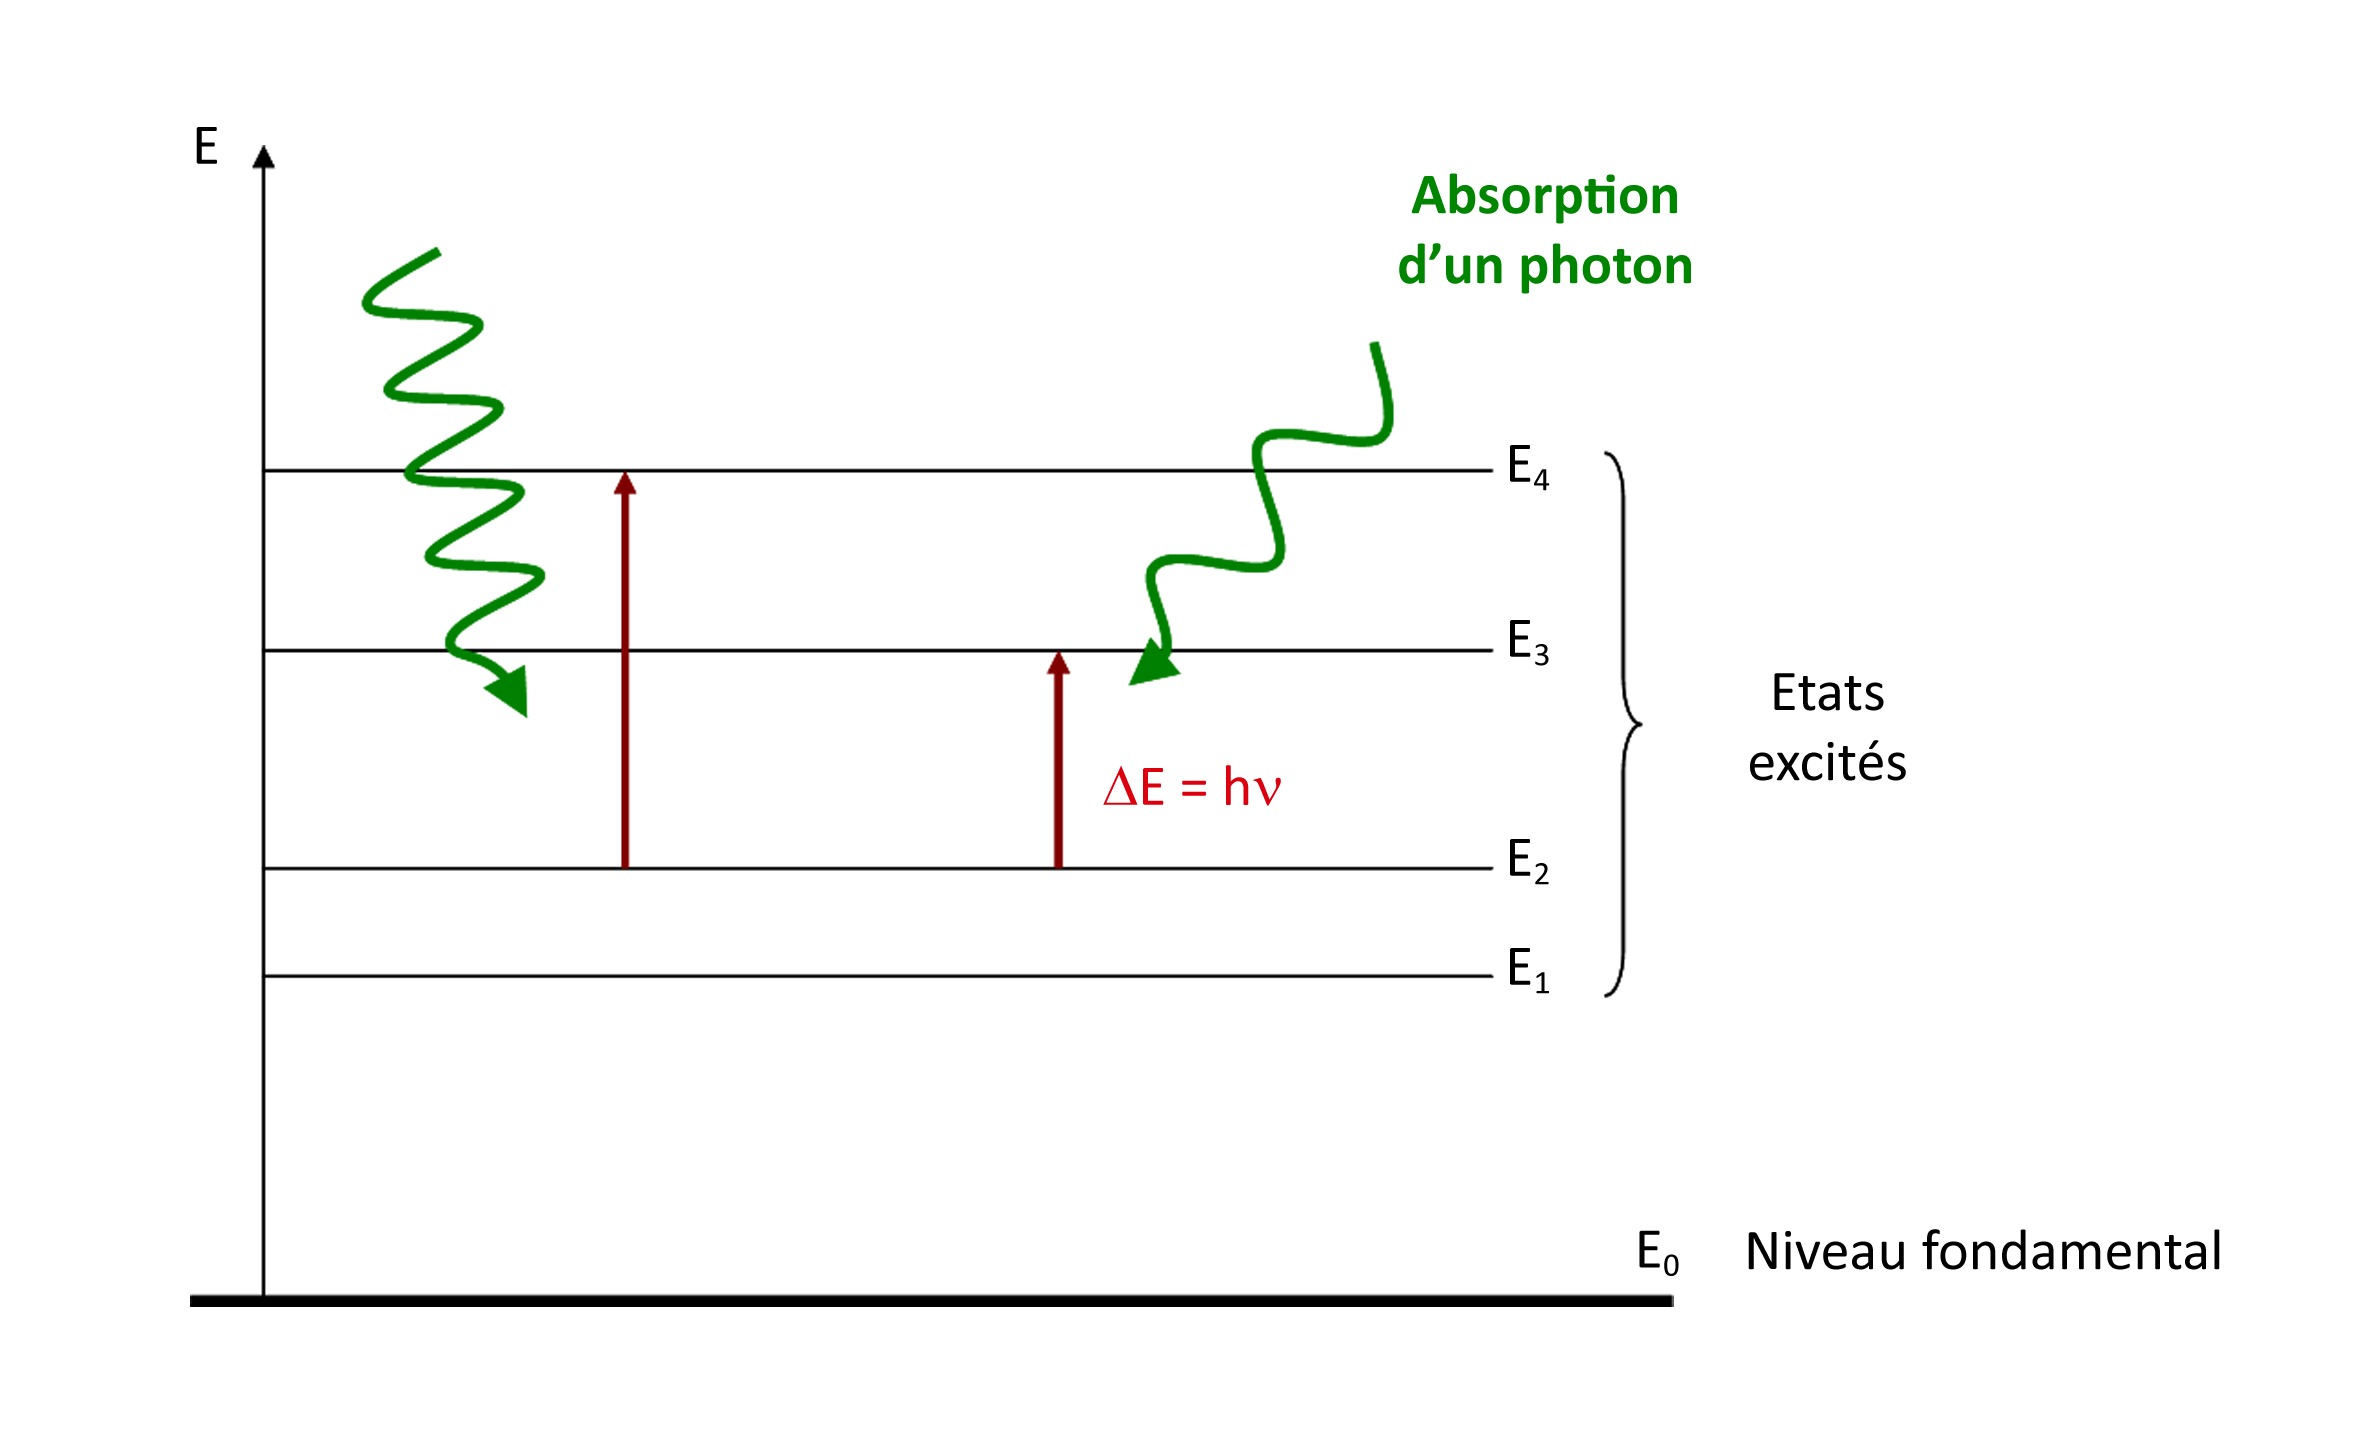 E
Absorption
d’un photon
E₄
E₃
Etats
excités
ΔE = hν
E₂
E₁
E₀ Niveau fondamental